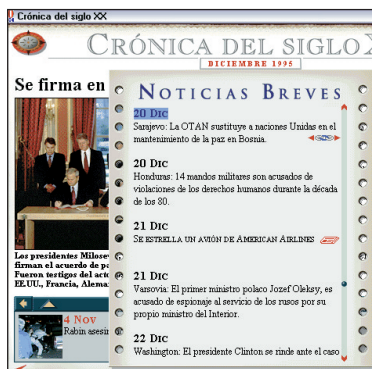 Crónica del siglo XX
CRÓNICA DEL SIGLO
DICIEMBRE 1995
Se firma en
NOTICIAS BREVES
20 DIC
Sarajevo: La OTAN sustituye a naciones Unidas en el
mantenimiento de la paz en Bosnia.
20 DIC
Honduras: 14 mandos militares son acusados de
violaciones de los derechos humanos durante la década
de los 80.
21 DIC
SE ESTRELLA UN AVIÓN DE AMERICAN AIRLINES
Los presidentes Milosev
firman el acuerdo de pa
Fueron testigos del act
EE.UU., Francia, Alema
21 DIC
Varsovia: El primer ministro polaco Jozef Oleksy, es
acusado de espionaje al servicio de los rusos por su
propio ministro del Interior.
4 Nov
Rabin asesin
22 DIC
Washington: El presidente Clinton se rinde ante el caso